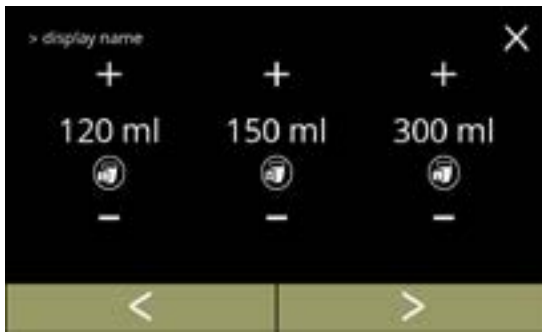 > display name
+ + +
120 ml 150 ml 300 ml
− − −
< >